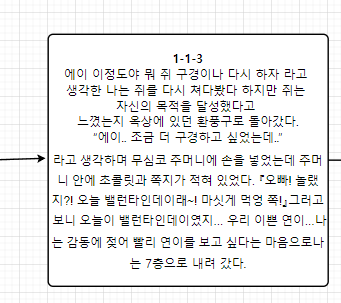 1-1-3
에이 이정도야 뭐 쥐 구경이나 다시 하자 라고
생각한 나는 쥐를 다시 쳐다봤다 하지만 쥐는
자신의 목적을 달성했다고
느꼈는지 옥상에 있던 환풍구로 돌아갔다.
“에이.. 조금 더 구경하고 싶었는데..”
라고 생각하며 무심코 주머니에 손을 넣었는데 주머
니 안에 초콜릿과 쪽지가 적혀 있었다. 『오빠! 놀랬
지?! 오늘 밸런타인데이래~! 마싯게 먹엉 쪽!』그러고
보니 오늘이 밸런타인데이였지... 우리 이쁜 연이...나
는 감동에 젖어 빨리 연이를 보고 싶다는 마음으로나
는 7층으로 내려 갔다.